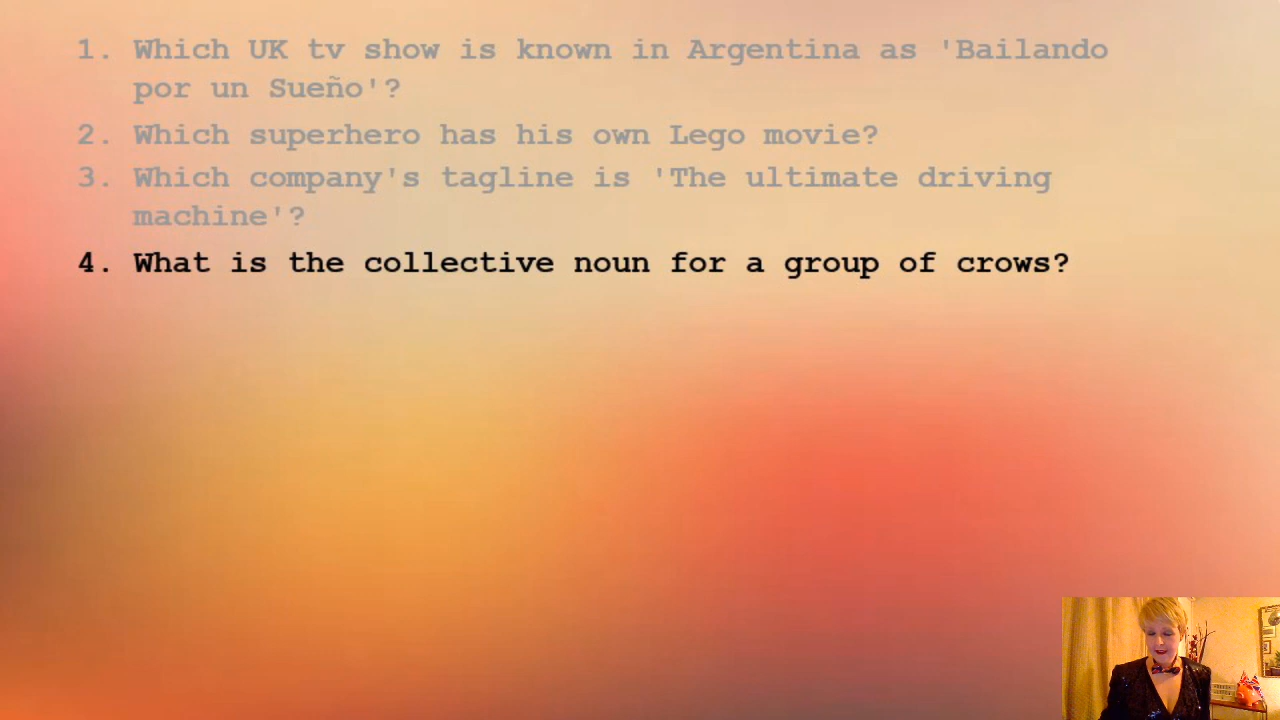 1. Which UK tv show is known in Argentina as 'Bailando
por un Sueño'?
2. Which superhero has his own Lego movie?
3. Which company's tagline is 'The ultimate driving
machine'?
4. What is the collective noun for a group of crows?